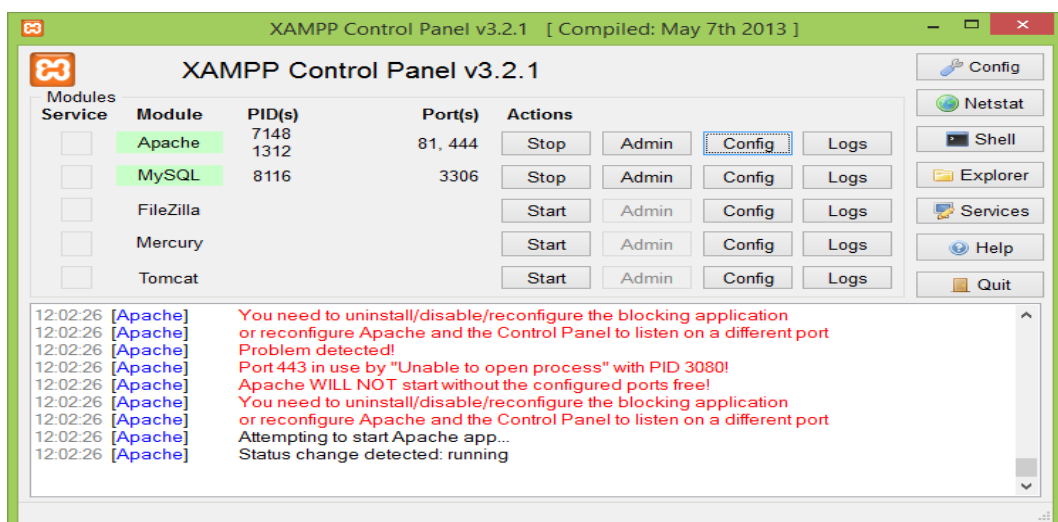 XAMPP Control Panel v3.2.1 [ Compiled: May 7th 2013 ]
XAMPP Control Panel v3.2.1
Config
Modules
Service Module PID(s) Port(s) Actions
Netstat
Apache 7148 1312 81, 444 Stop Admin Config Logs
Shell
MySQL 8116 3306 Stop Admin Config Logs
Explorer
FileZilla Start Admin Config Logs
Services
Mercury Start Admin Config Logs
Help
Tomcat Start Admin Config Logs
Quit
12:02:26 [Apache] You need to uninstall/disable/reconfigure the blocking application
12:02:26 [Apache] or reconfigure Apache and the Control Panel to listen on a different port
12:02:26 [Apache] Problem detected!
12:02:26 [Apache] Port 443 in use by "Unable to open process" with PID 3080!
12:02:26 [Apache] Apache WILL NOT start without the configured ports free!
12:02:26 [Apache] You need to uninstall/disable/reconfigure the blocking application
12:02:26 [Apache] or reconfigure Apache and the Control Panel to listen on a different port
12:02:26 [Apache] Attempting to start Apache app...
12:02:26 [Apache] Status change detected: running